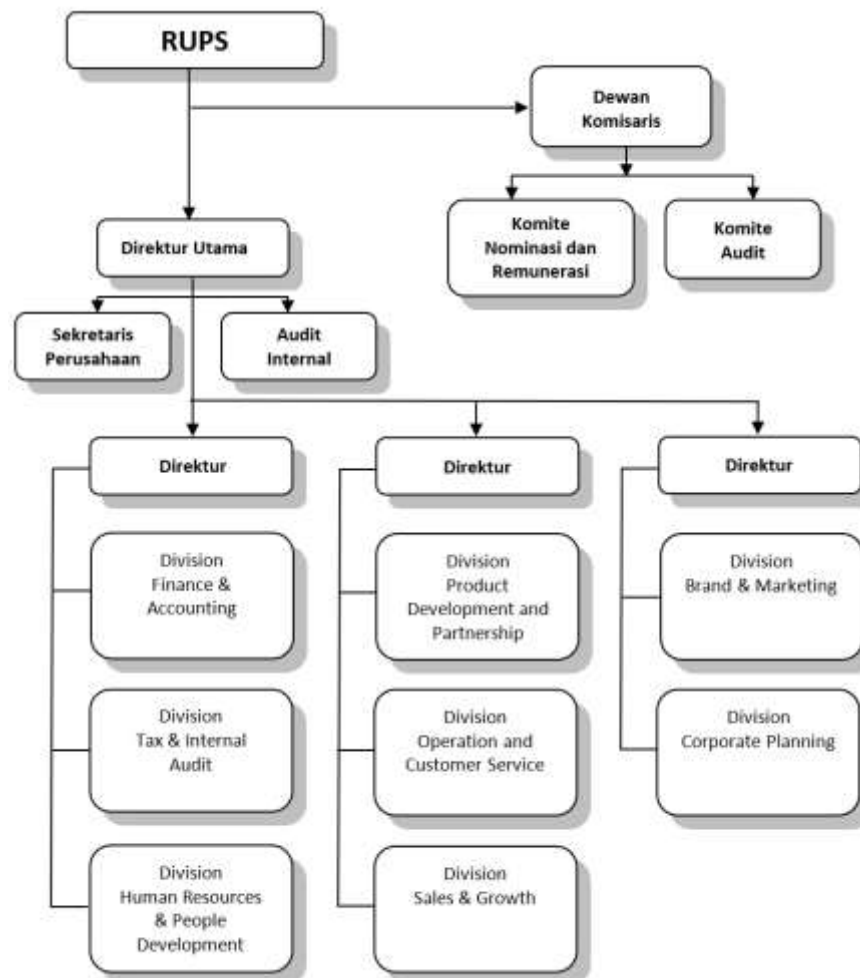 RUPS
Dewan
Komisaris
Komite
Nominasi dan
Remunerasi
Komite
Audit
Direktur Utama
Sekretaris
Perusahaan
Audit
Internal
Direktur
Direktur
Direktur
Division
Finance &
Accounting
Division
Product
Development and
Partnership
Division
Brand & Marketing
Division
Tax & Internal
Audit
Division
Operation and
Customer Service
Division
Corporate Planning
Division
Human Resources
& People
Development
Division
Sales & Growth